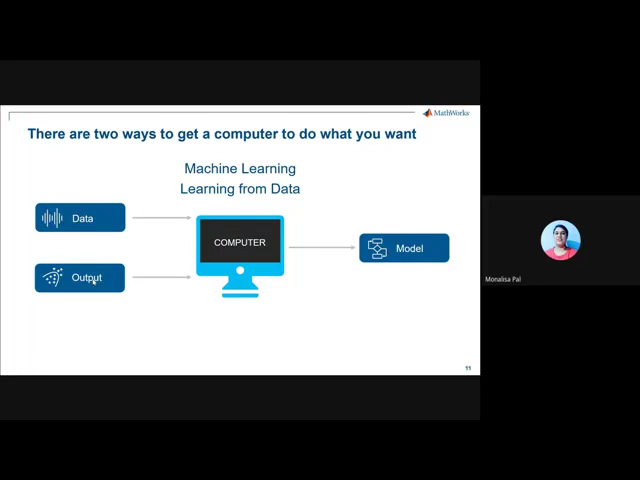 MathWorks
There are two ways to get a computer to do what you want
Machine Learning
Learning from Data
Data
COMPUTER
Model
Output
Monalisa Pal
11